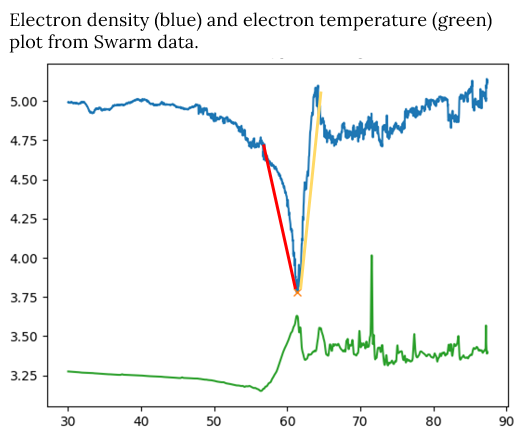 Electron density (blue) and electron temperature (green)
plot from Swarm data.
5.00
4.75
4.50
4.25
4.00
3.75
3.50
3.25
30 40 50 60 70 80 90